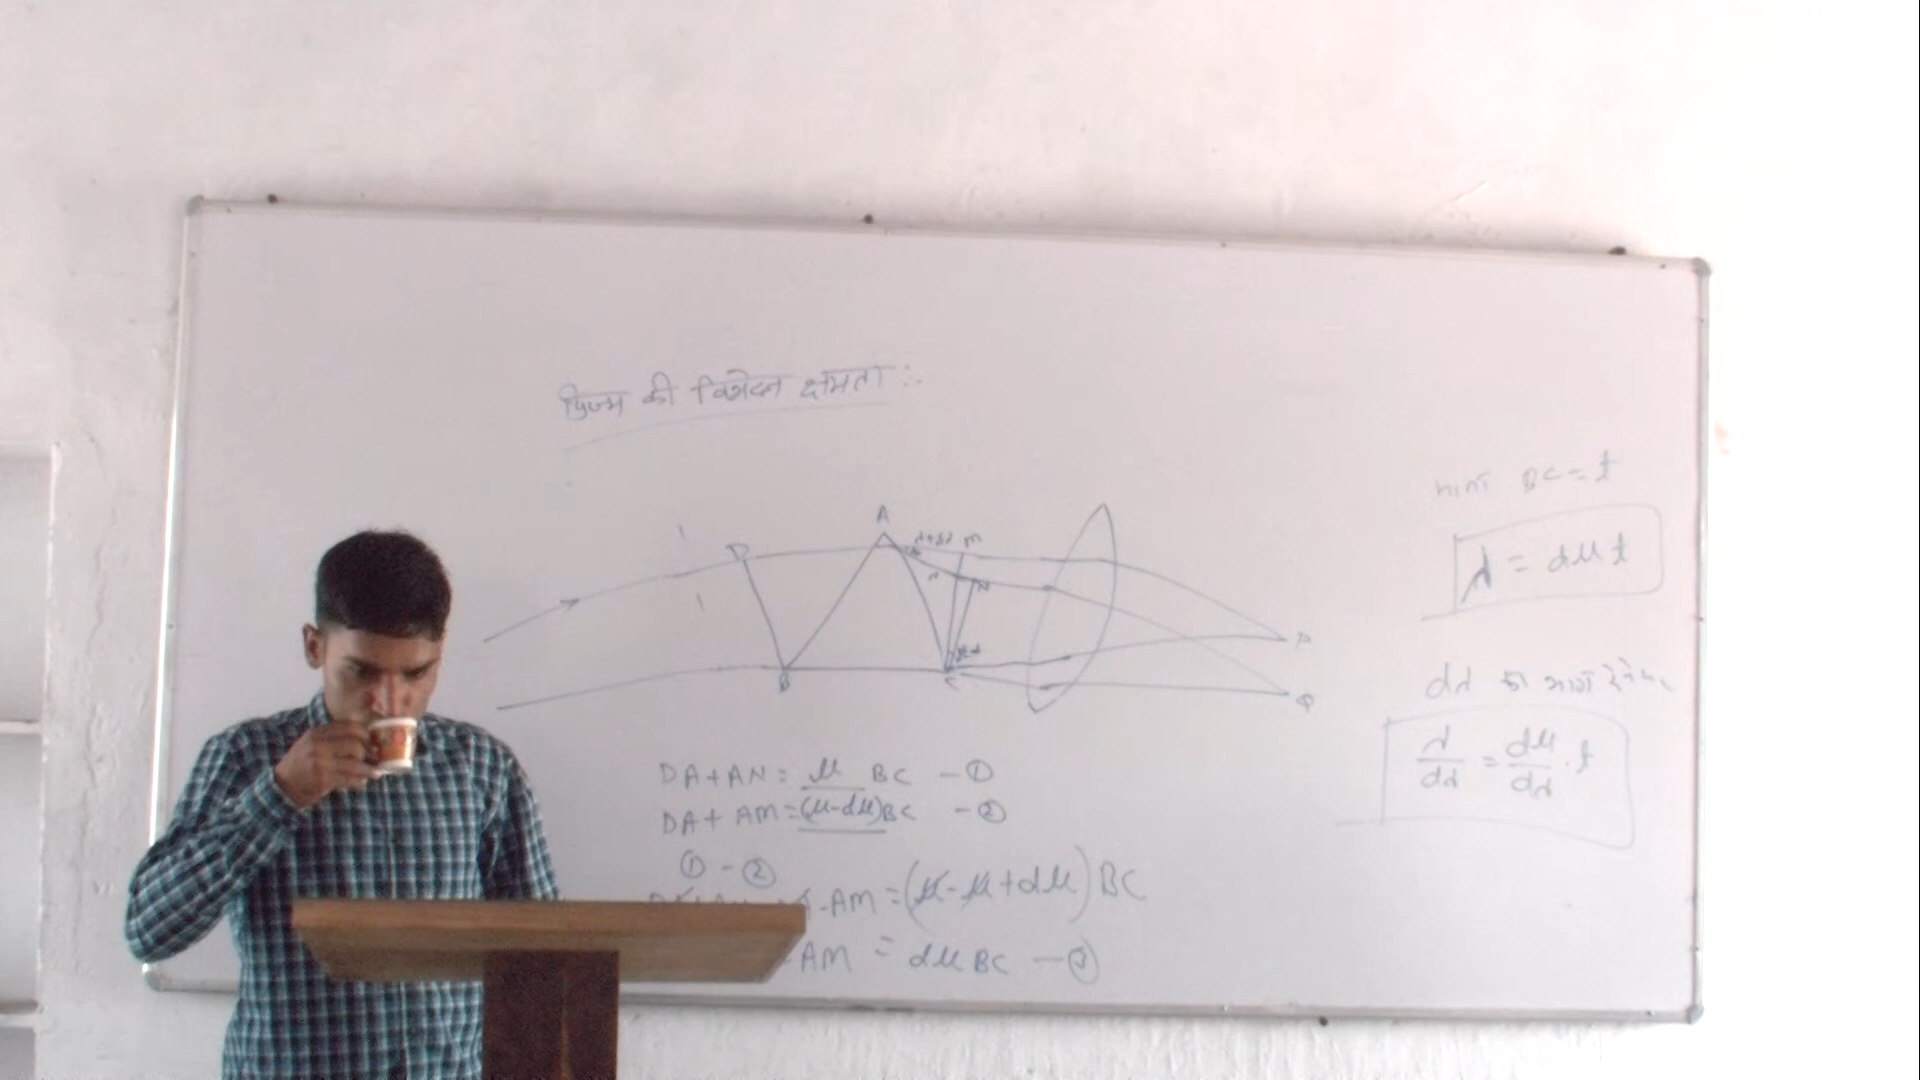 प्रिज्म की विभेदन क्षमता :-
A
D
λ+dλ
M
N
B
C
P
Q
DA+AN = μ BC - ①
DA+ AM = (μ-dμ)BC - ②
① - ②
-AM = (μ-μ+dμ) BC
-AM = dμ BC - ③
माना BC = t
λ = dμ t
dλ का भाग देने पर
λ/dλ = dμ/dλ . t